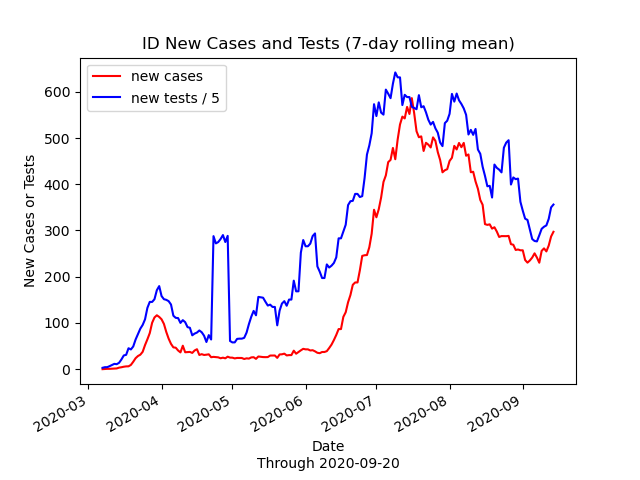 ID New Cases and Tests (7-day rolling mean)
new cases
new tests / 5
New Cases or Tests
600
500
400
300
200
100
0
2020-03
2020-04
2020-05
2020-06
2020-07
2020-08
2020-09
Date
Through 2020-09-20